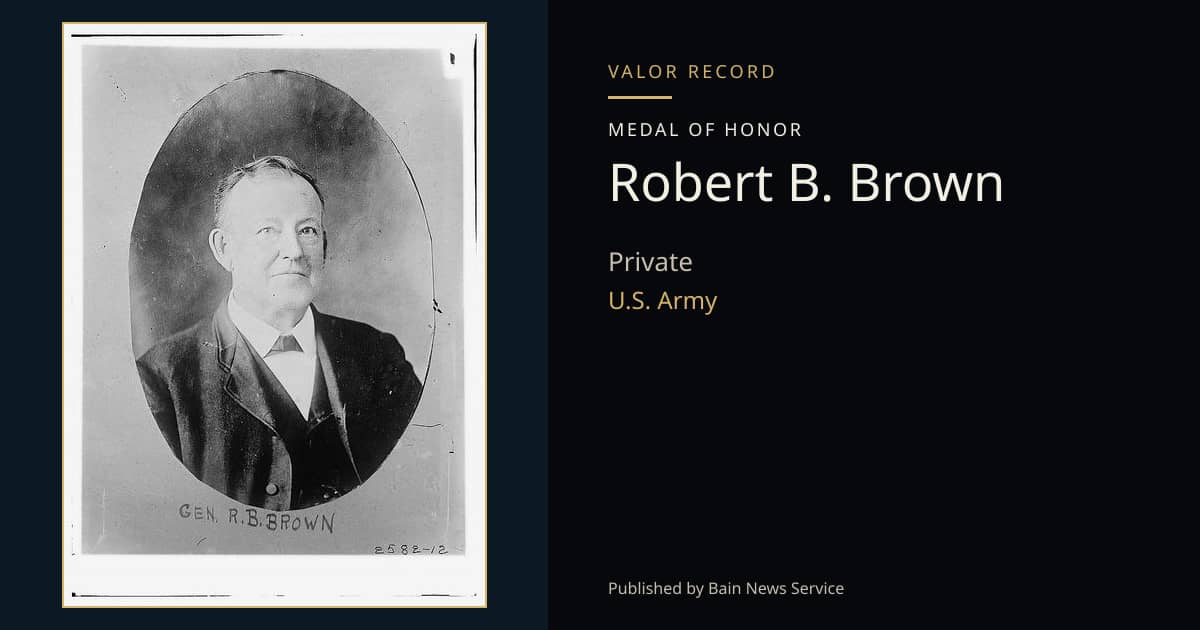 GEN. R.B.BROWN
2582-12
VALOR RECORD
MEDAL OF HONOR
Robert B. Brown
Private
U.S. Army
Published by Bain News Service